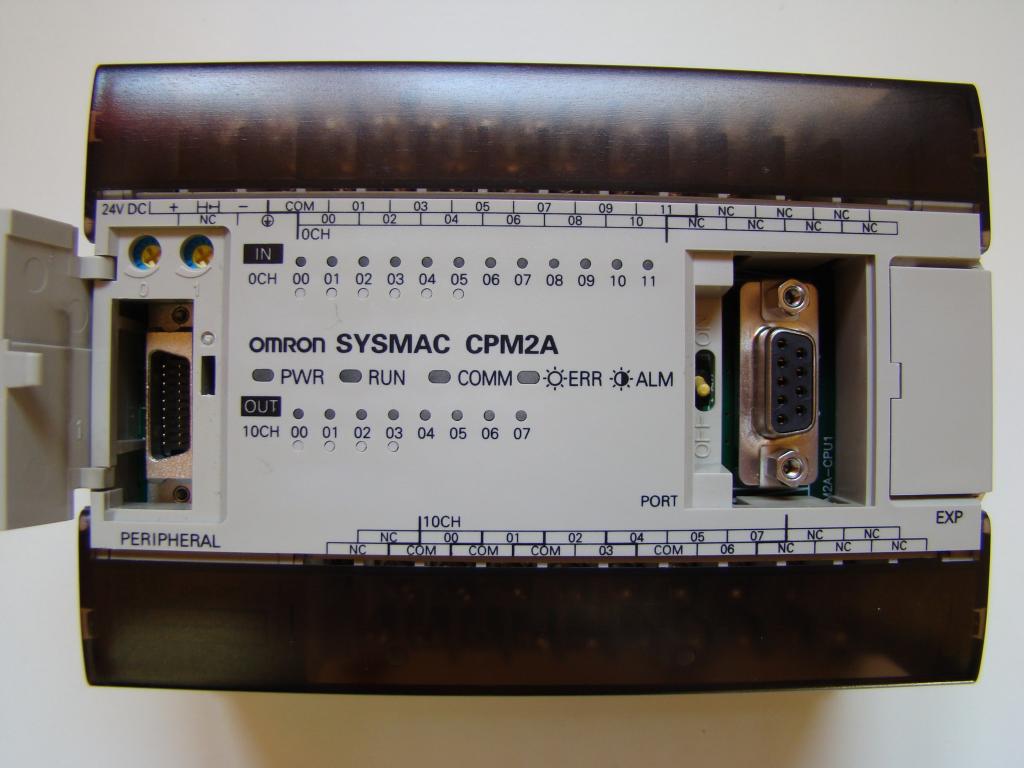 24V DC + − COM 01 03 05 07 09 11 NC NC NC
NC 00 02 04 06 08 10 NC NC NC NC
0CH
IN
0CH 00 01 02 03 04 05 06 07 08 09 10 11
0 1
OMRON SYSMAC CPM2A
PWR RUN COMM ERR ALM
ON
OFF
OUT
10CH 00 01 02 03 04 05 06 07
M2A-CPU1
PORT
EXP
PERIPHERAL
10CH
NC 00 01 02 04 05 07 NC NC
NC COM COM COM 03 COM 06 NC NC NC